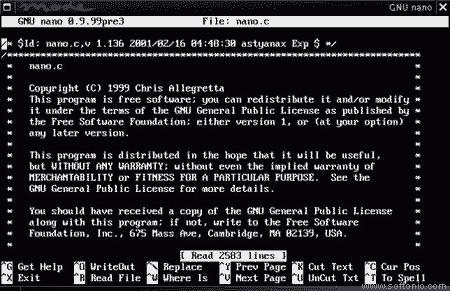 GNU nano
GNU nano 0.9.99pre3 File: nano.c
/* $Id: nano.c,v 1.136 2001/02/16 04:48:30 astyanax Exp $ */
/**************************************************************************
* nano.c *
* *
* Copyright (C) 1999 Chris Allegretta *
* This program is free software; you can redistribute it and/or modify *
* it under the terms of the GNU General Public License as published by *
* the Free Software Foundation; either version 1, or (at your option) *
* any later version. *
* *
* This program is distributed in the hope that it will be useful, *
* but WITHOUT ANY WARRANTY; without even the implied warranty of *
* MERCHANTABILITY or FITNESS FOR A PARTICULAR PURPOSE. See the *
* GNU General Public License for more details. *
* *
* You should have received a copy of the GNU General Public License *
* along with this program; if not, write to the Free Software *
* Foundation, Inc., 675 Mass Ave, Cambridge, MA 02139, USA. *
[ Read 2583 lines ]
^G Get Help ^O WriteOut ^\ Replace ^Y Prev Page ^K Cut Text ^C Cur Pos
^X Exit ^R Read File ^W Where Is ^V Next Page ^U UnCut Txt ^T To Spell
www.softonic.com